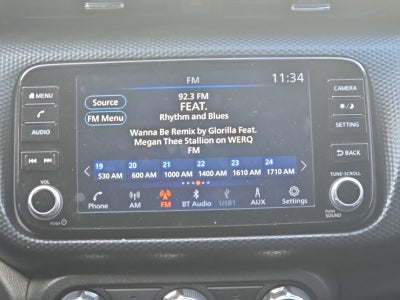 FM
11:34
MENU
CAMERA
92.3 FM
Source
FEAT.
Rhythm and Blues
FM Menu
SETTING
AUDIO
Wanna Be Remix by Glorilla Feat.
Megan Thee Stallion on WERQ
FM
BACK
19 20 21 22 23 24
530 AM 600 AM 1000 AM 1400 AM 1610 AM 1710 AM
VOL
TUNE-SCROLL
Phone AM FM BT Audio USB1 AUX Settings
PUSH
PUSH
SOUND